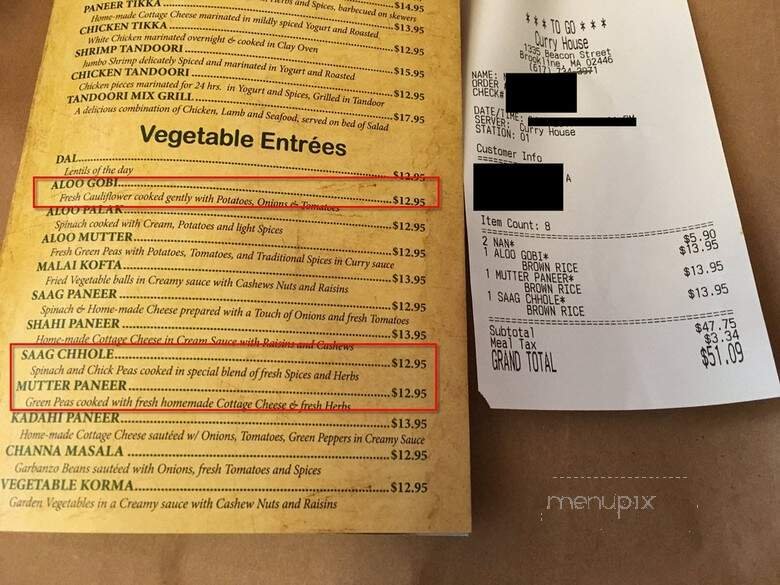 Herbs and Spices, barbecued on skewers
PANEER TIKKA $14.95
Home-made Cottage Cheese marinated in mildly spiced Yogurt and Roasted
CHICKEN TIKKA $13.95
White Chicken marinated overnight & cooked in Clay Oven
SHRIMP TANDOORI $12.95
Jumbo Shrimp delicately Spiced and marinated in Yogurt and Roasted
CHICKEN TANDOORI $15.95
Chicken pieces marinated for 24 hrs. in Yogurt and Spices, Grilled in Tandoor
TANDOORI MIX GRILL $12.95
A delicious combination of Chicken, Lamb and Seafood, served on bed of Salad $17.95
Vegetable Entrées
DAL $12.95
Lentils of the day
ALOO GOBI $12.95
Fresh Cauliflower cooked gently with Potatoes, Onions & Tomatoes
ALOO PALAK $12.95
Spinach cooked with Cream, Potatoes and light Spices
ALOO MUTTER $12.95
Fresh Green Peas with Potatoes, Tomatoes, and Traditional Spices in Curry sauce
MALAI KOFTA $13.95
Fried Vegetable balls in Creamy sauce with Cashews Nuts and Raisins
SAAG PANEER $12.95
Spinach & Home-made Cottage Cheese prepared with a Touch of Onions and fresh Tomatoes
SHAHI PANEER $13.95
Home-made Cottage Cheese in Cream Sauce with Raisins and Cashews
SAAG CHHOLE $12.95
Spinach and Chick Peas cooked in special blend of fresh Spices and Herbs
MUTTER PANEER $12.95
Green Peas cooked with fresh homemade Cottage Cheese & fresh Herbs
KADAHI PANEER $13.95
Home-made Cottage Cheese sautéed w/ Onions, Tomatoes, Green Peppers in Creamy Sauce
CHANNA MASALA $12.95
Garbanzo Beans sautéed with Onions, fresh Tomatoes and Spices
VEGETABLE KORMA $12.95
Garden Vegetables in a Creamy sauce with Cashew Nuts and Raisins
* * * TO GO * * *
Curry House
1335 Beacon Street
Brookline, MA 02446
(617) 734-3971
NAME:
ORDER
CHECK#
DATE/TIME:
SERVER: Curry House
STATION: 01
Customer Info
A
Item Count: 8
2 NAN* $5.90
1 ALOO GOBI* $13.95
BROWN RICE
1 MUTTER PANEER* $13.95
BROWN RICE
1 SAAG CHHOLE* $13.95
BROWN RICE
Subtotal $47.75
Meal Tax $3.34
GRAND TOTAL $51.09
menupix